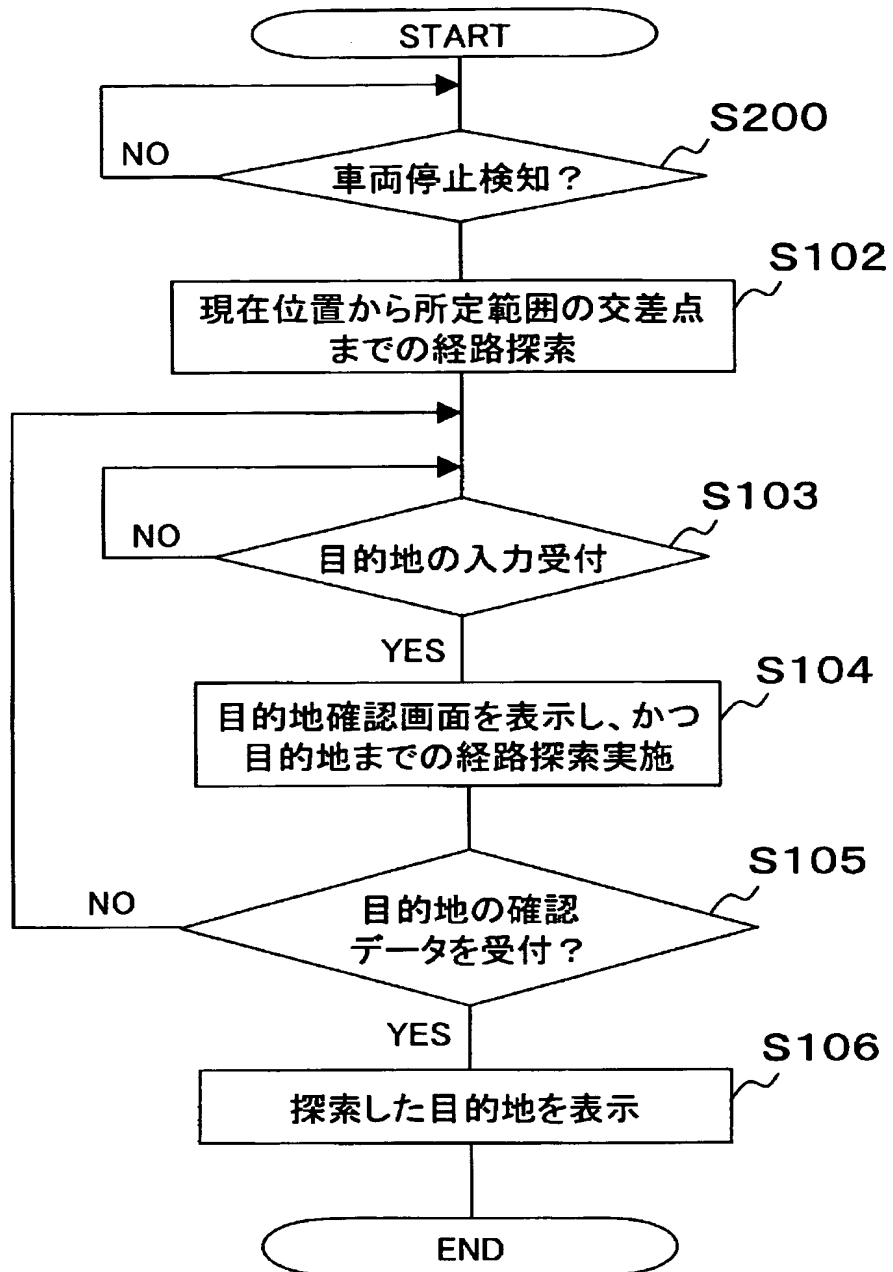 START
S200
NO
車両停止検知？
S102
現在位置から所定範囲の交差点
までの経路探索
S103
NO
目的地の入力受付
YES
S104
目的地確認画面を表示し、かつ
目的地までの経路探索実施
S105
NO
目的地の確認
データを受付？
YES
S106
探索した目的地を表示
END